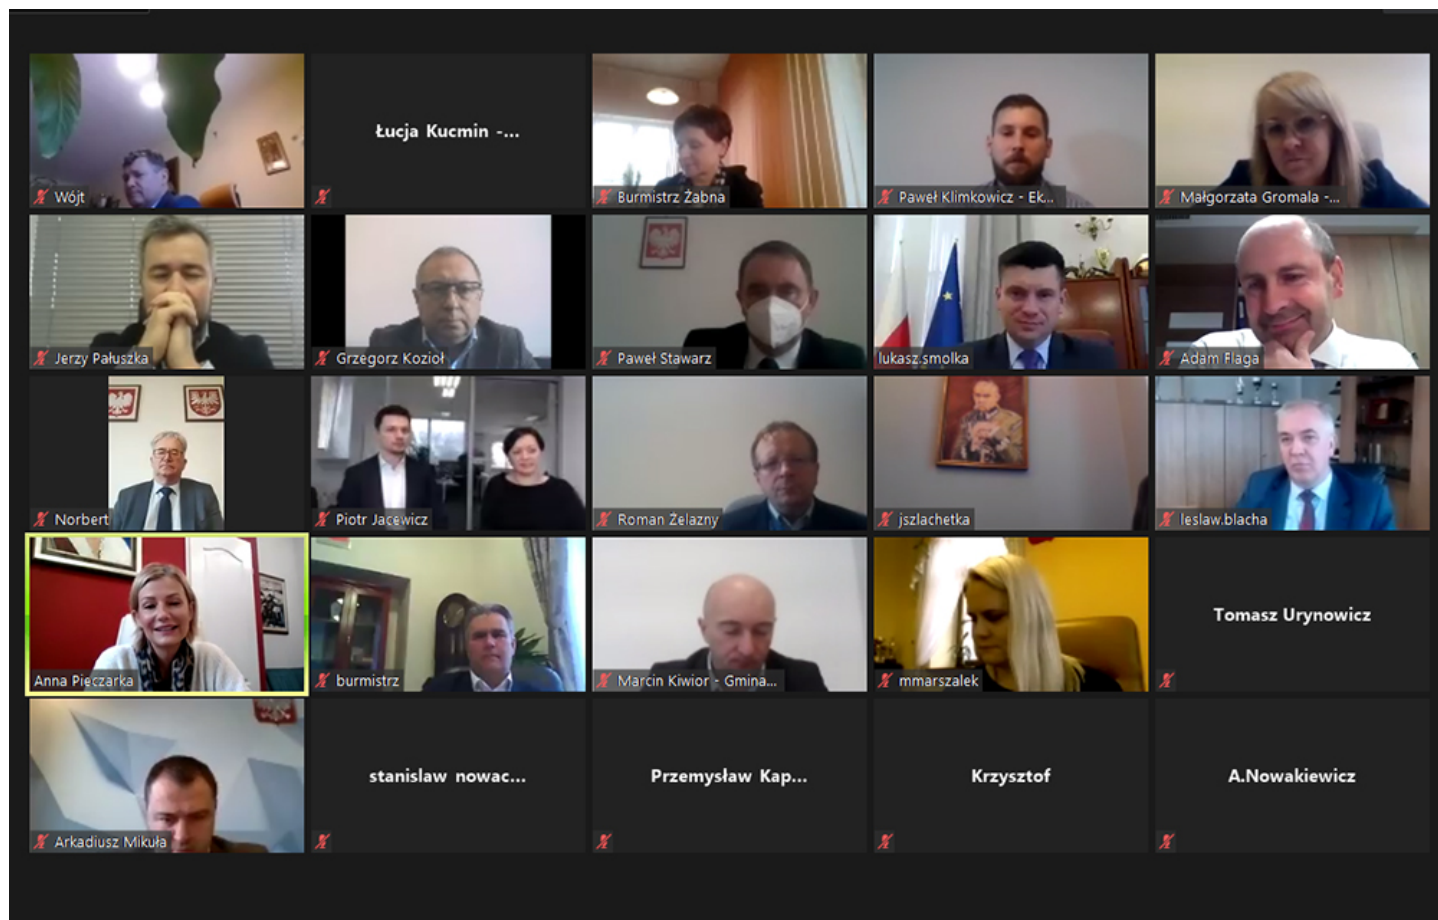 Wójt
Łucja Kucmin -...
Burmistrz Żabna
Paweł Klimkowicz - Ek...
Małgorzata Gromala -...
Jerzy Pałuszka
Grzegorz Kozioł
Paweł Stawarz
lukasz.smolka
Adam Flaga
Norbert
Piotr Jacewicz
Roman Żelazny
jszlachetka
leslaw.blacha
Anna Pieczarka
burmistrz
Marcin Kiwior - Gmina...
mmarszalek
Tomasz Urynowicz
Arkadiusz Mikuła
stanislaw nowac...
Przemysław Kap...
Krzysztof
A.Nowakiewicz